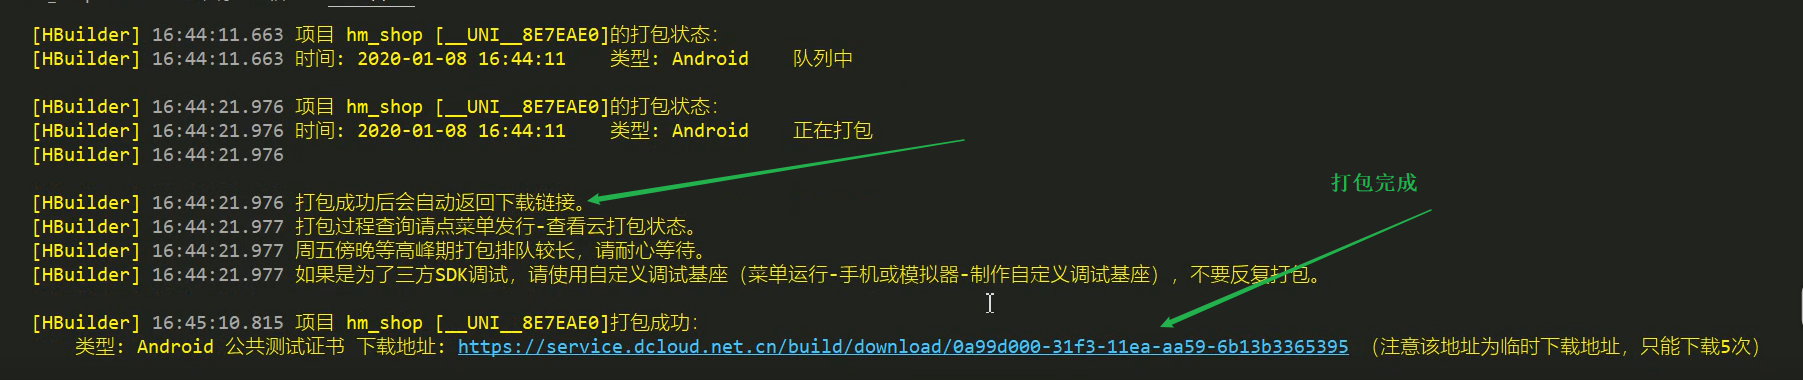 [HBuilder] 16:44:11.663 项目 hm_shop [__UNI__8E7EAE0]的打包状态:
[HBuilder] 16:44:11.663 时间: 2020-01-08 16:44:11    类型: Android    队列中
[HBuilder] 16:44:21.976 项目 hm_shop [__UNI__8E7EAE0]的打包状态:
[HBuilder] 16:44:21.976 时间: 2020-01-08 16:44:11    类型: Android    正在打包
[HBuilder] 16:44:21.976
打包完成
[HBuilder] 16:44:21.976 打包成功后会自动返回下载链接。
[HBuilder] 16:44:21.977 打包过程查询请点菜单发行-查看云打包状态。
[HBuilder] 16:44:21.977 周五傍晚等高峰期打包排队较长，请耐心等待。
[HBuilder] 16:44:21.977 如果是为了三方SDK调试，请使用自定义调试基座（菜单运行-手机或模拟器-制作自定义调试基座），不要反复打包。
[HBuilder] 16:45:10.815 项目 hm_shop [__UNI__8E7EAE0]打包成功:
类型: Android 公共测试证书 下载地址: https://service.dcloud.net.cn/build/download/0a99d000-31f3-11ea-aa59-6b13b3365395 （注意该地址为临时下载地址，只能下载5次）